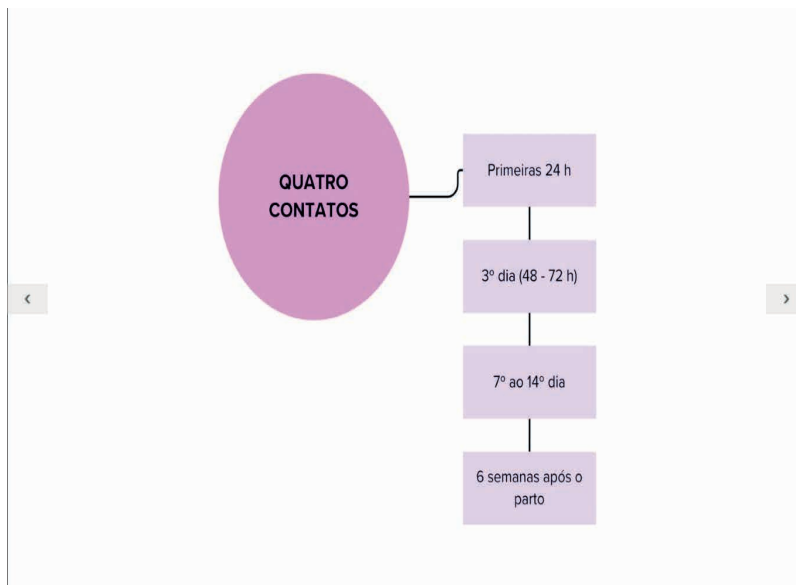 QUATRO
CONTATOS
Primeiras 24 h
3º dia (48 - 72 h)
7º ao 14º dia
6 semanas após o
parto